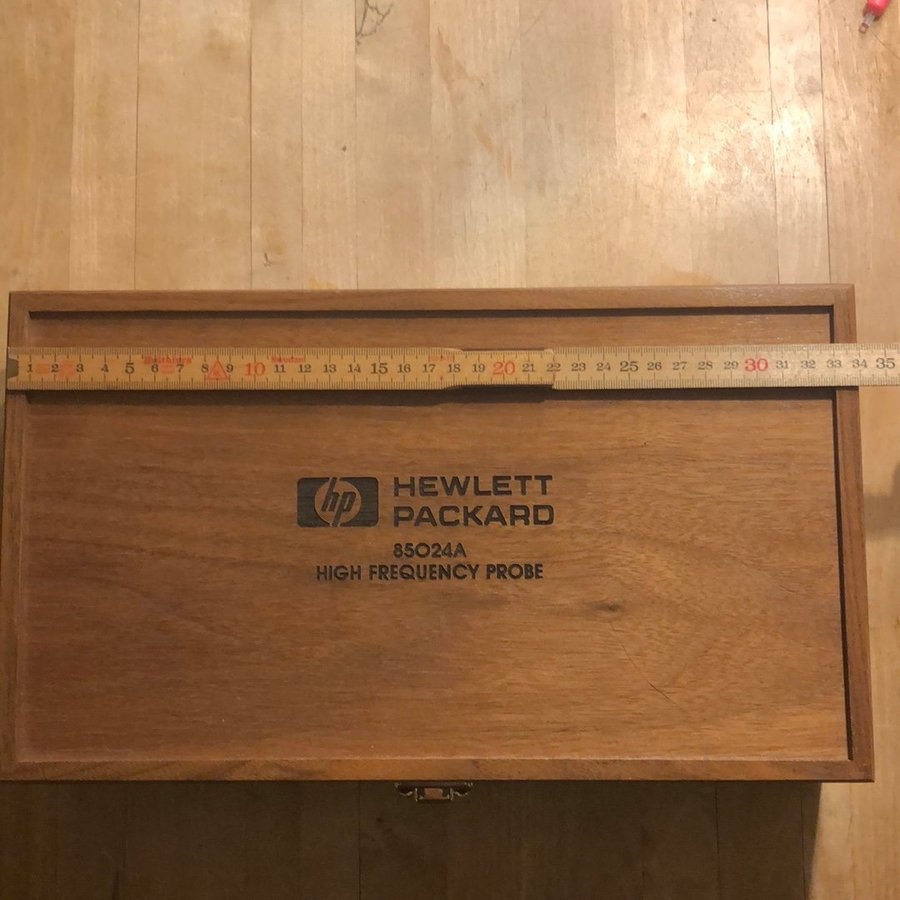 1 2 3 4 5 6 7 8 9 10 11 12 13 14 15 16 17 18 19 20 21 22 23 24 25 26 27 28 29 30 31 32 33 34 35
hp HEWLETT
PACKARD
85024A
HIGH FREQUENCY PROBE